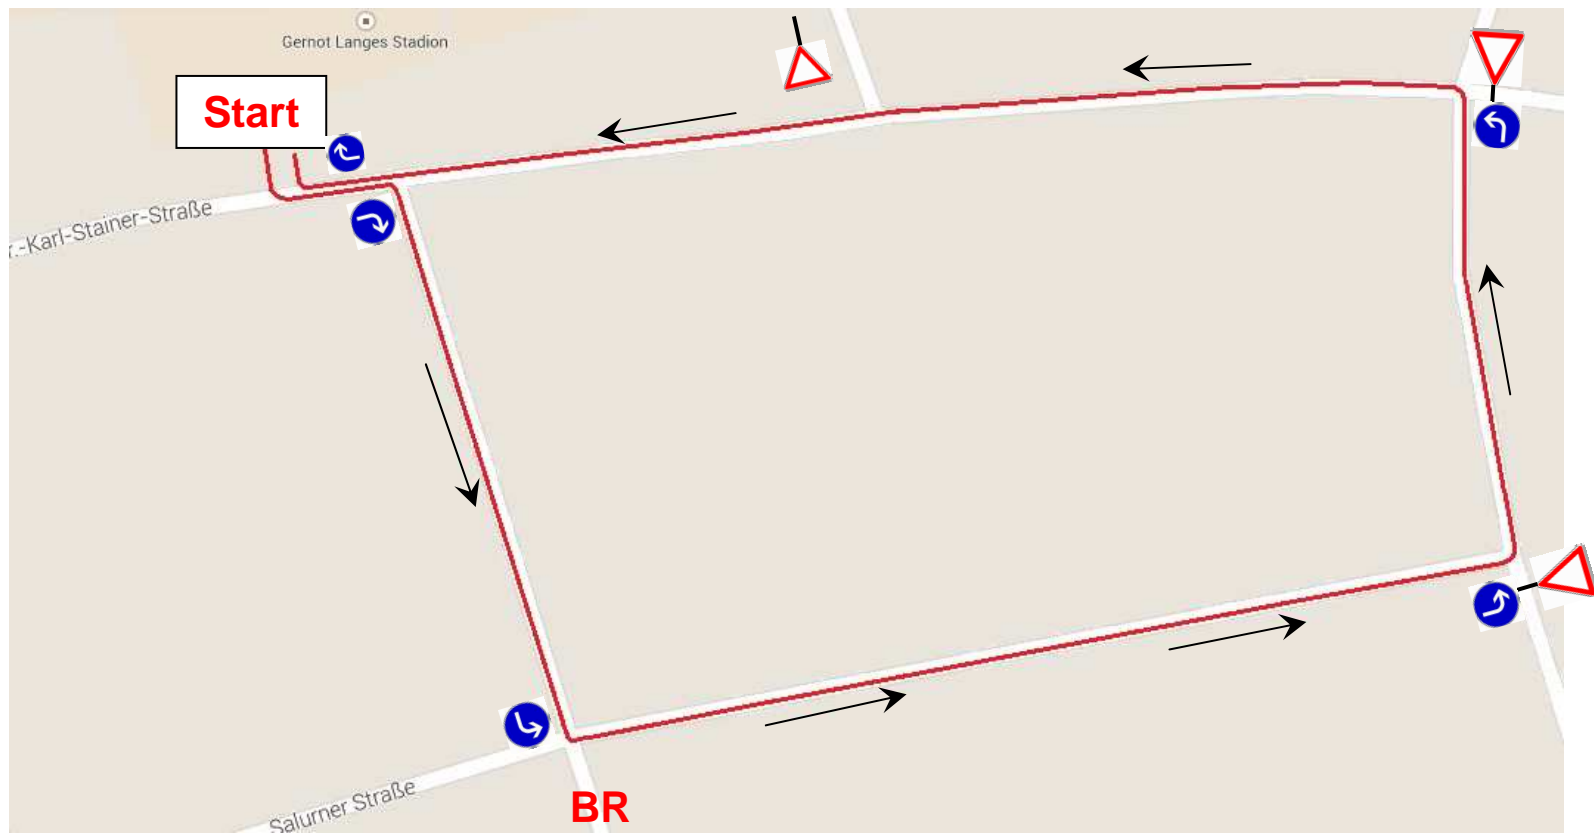 Gernot Langes Stadion
Start
r.-Karl-Stainer-Straße
Salurner Straße
BR